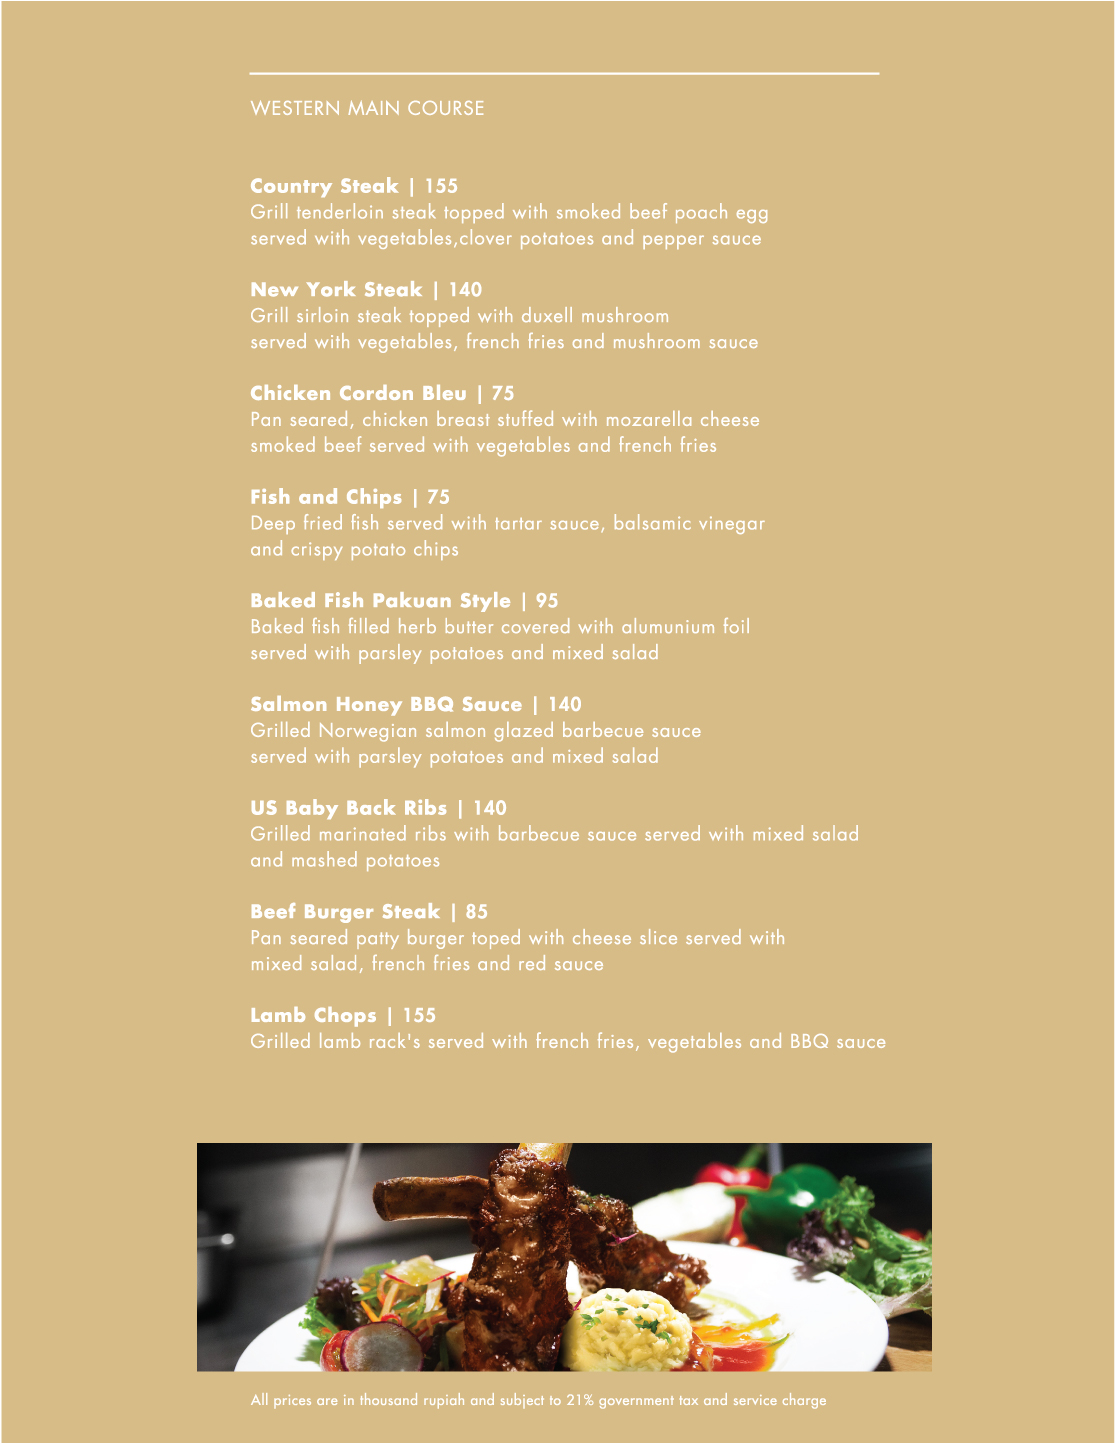 WESTERN MAIN COURSE
Country Steak | 155
Grill tenderloin steak topped with smoked beef poach egg
served with vegetables,clover potatoes and pepper sauce
New York Steak | 140
Grill sirloin steak topped with duxell mushroom
served with vegetables, french fries and mushroom sauce
Chicken Cordon Bleu | 75
Pan seared, chicken breast stuffed with mozarella cheese
smoked beef served with vegetables and french fries
Fish and Chips | 75
Deep fried fish served with tartar sauce, balsamic vinegar
and crispy potato chips
Baked Fish Pakuan Style | 95
Baked fish filled herb butter covered with alumunium foil
served with parsley potatoes and mixed salad
Salmon Honey BBQ Sauce | 140
Grilled Norwegian salmon glazed barbecue sauce
served with parsley potatoes and mixed salad
US Baby Back Ribs | 140
Grilled marinated ribs with barbecue sauce served with mixed salad
and mashed potatoes
Beef Burger Steak | 85
Pan seared patty burger toped with cheese slice served with
mixed salad, french fries and red sauce
Lamb Chops | 155
Grilled lamb rack's served with french fries, vegetables and BBQ sauce
All prices are in thousand rupiah and subject to 21% government tax and service charge